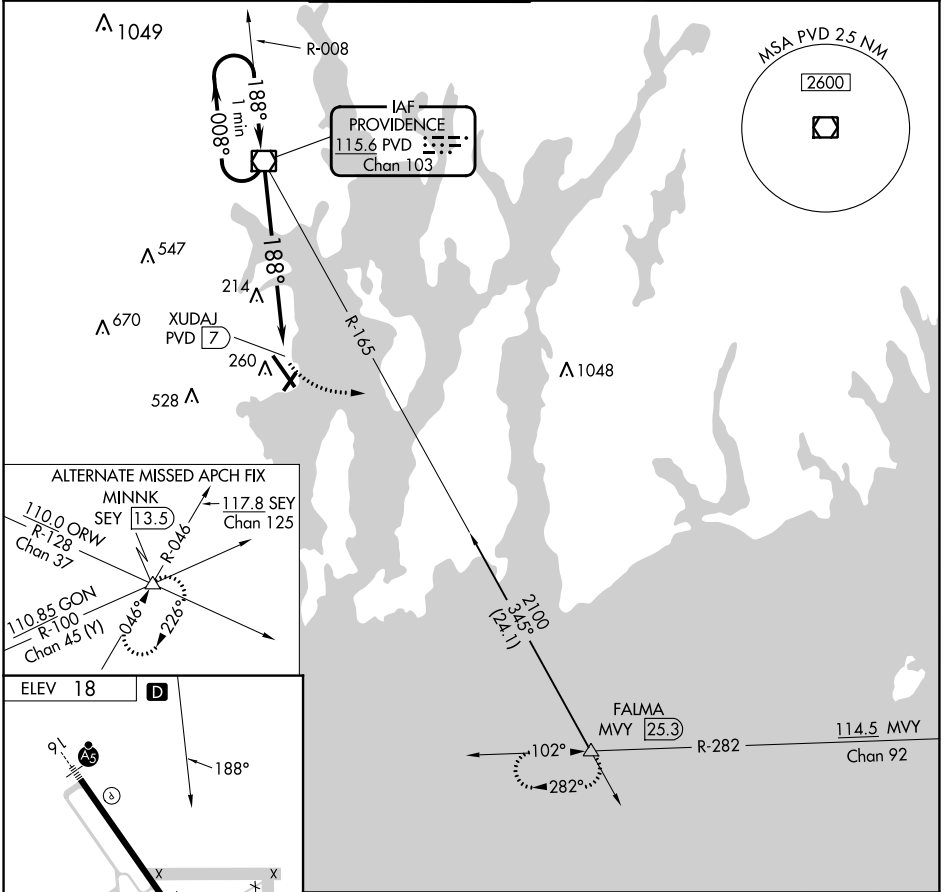 1049
R-008
188°
1 min
008°
IAF
PROVIDENCE
115.6 PVD
Chan 103
MSA PVD 25 NM
2600
547
188°
214
670
XUDAJ
PVD 7
260
528
R-165
1048
ALTERNATE MISSED APCH FIX
MINNK
SEY 13.5
117.8 SEY
Chan 125
110.0 ORW
R-128
Chan 37
R-046
110.85 GON
R-100
Chan 45 (Y)
046°
226°
2100
345°
(24.1)
FALMA
MVY 25.3
102°
282°
R-282
114.5 MVY
Chan 92
ELEV 18
D
16
A5
P
188°
X
X